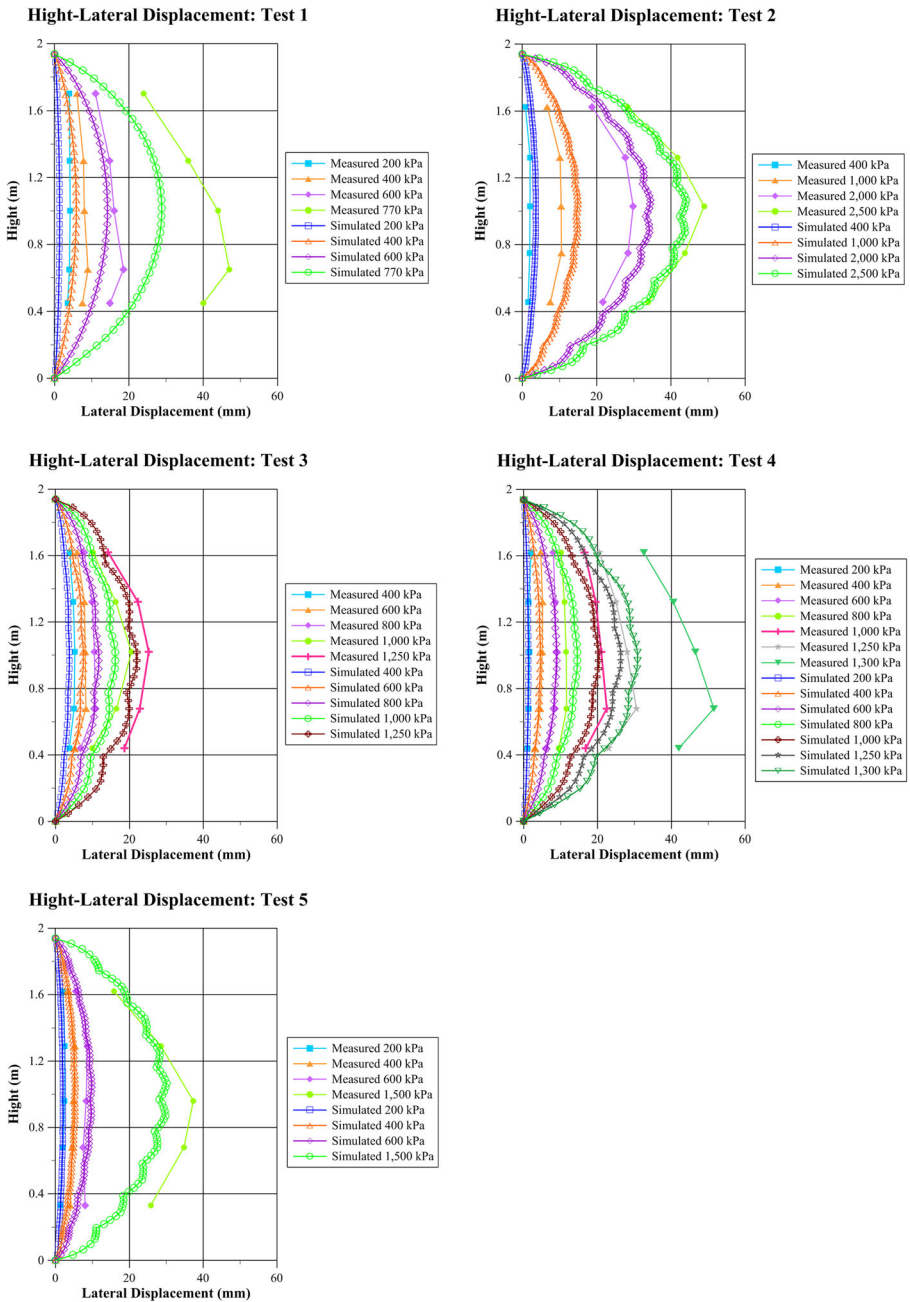 Hight-Lateral Displacement: Test 1
2
1.6
1.2
0.8
0.4
0
Hight (m)
0 20 40 60
Lateral Displacement (mm)
Measured 200 kPa
Measured 400 kPa
Measured 600 kPa
Measured 770 kPa
Simulated 200 kPa
Simulated 400 kPa
Simulated 600 kPa
Simulated 770 kPa
Hight-Lateral Displacement: Test 2
2
1.6
1.2
0.8
0.4
0
Hight (m)
0 20 40 60
Lateral Displacement (mm)
Measured 400 kPa
Measured 1,000 kPa
Measured 2,000 kPa
Measured 2,500 kPa
Simulated 400 kPa
Simulated 1,000 kPa
Simulated 2,000 kPa
Simulated 2,500 kPa
Hight-Lateral Displacement: Test 3
2
1.6
1.2
0.8
0.4
0
Hight (m)
0 20 40 60
Lateral Displacement (mm)
Measured 400 kPa
Measured 600 kPa
Measured 800 kPa
Measured 1,000 kPa
Measured 1,250 kPa
Simulated 400 kPa
Simulated 600 kPa
Simulated 800 kPa
Simulated 1,000 kPa
Simulated 1,250 kPa
Hight-Lateral Displacement: Test 4
2
1.6
1.2
0.8
0.4
0
Hight (m)
0 20 40 60
Lateral Displacement (mm)
Measured 200 kPa
Measured 400 kPa
Measured 600 kPa
Measured 800 kPa
Measured 1,000 kPa
Measured 1,250 kPa
Measured 1,300 kPa
Simulated 200 kPa
Simulated 400 kPa
Simulated 600 kPa
Simulated 800 kPa
Simulated 1,000 kPa
Simulated 1,250 kPa
Simulated 1,300 kPa
Hight-Lateral Displacement: Test 5
2
1.6
1.2
0.8
0.4
0
Hight (m)
0 20 40 60
Lateral Displacement (mm)
Measured 200 kPa
Measured 400 kPa
Measured 600 kPa
Measured 1,500 kPa
Simulated 200 kPa
Simulated 400 kPa
Simulated 600 kPa
Simulated 1,500 kPa